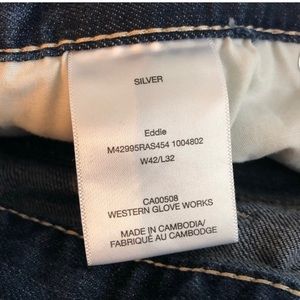 SILVER
Eddie
M42995RAS454 1004802
W42/L32
CA00508
WESTERN GLOVE WORKS
MADE IN CAMBODIA/
FABRIQUÉ AU CAMBODGE